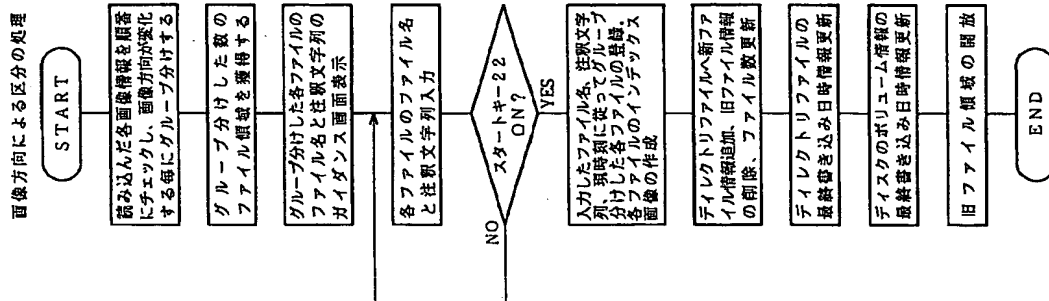 画像方向による区分の処理
START
読み込んだ各画像情報を順番
にチェックし、画像方向が変化
する毎にグループ分けする
グループ分けした数の
ファイル領域を獲得する
グループ分けした各ファイルの
ファイル名と注釈文字列の
ガイダンス画面表示
各ファイルのファイル名
と注釈文字列入力
スタートキー22
ON?
NO
YES
入力したファイル名、注釈文字
列、現時刻に従ってグループ
分けした各ファイルの登録、
各ファイルのインデックス
画像の作成
ディレクトリファイルへ新ファ
イル情報追加、旧ファイル情報
の削除、ファイル数更新
ディレクトリファイルの
最終書き込み日時情報更新
ディスクのボリューム情報の
最終書き込み日時情報更新
旧ファイル領域の開放
END